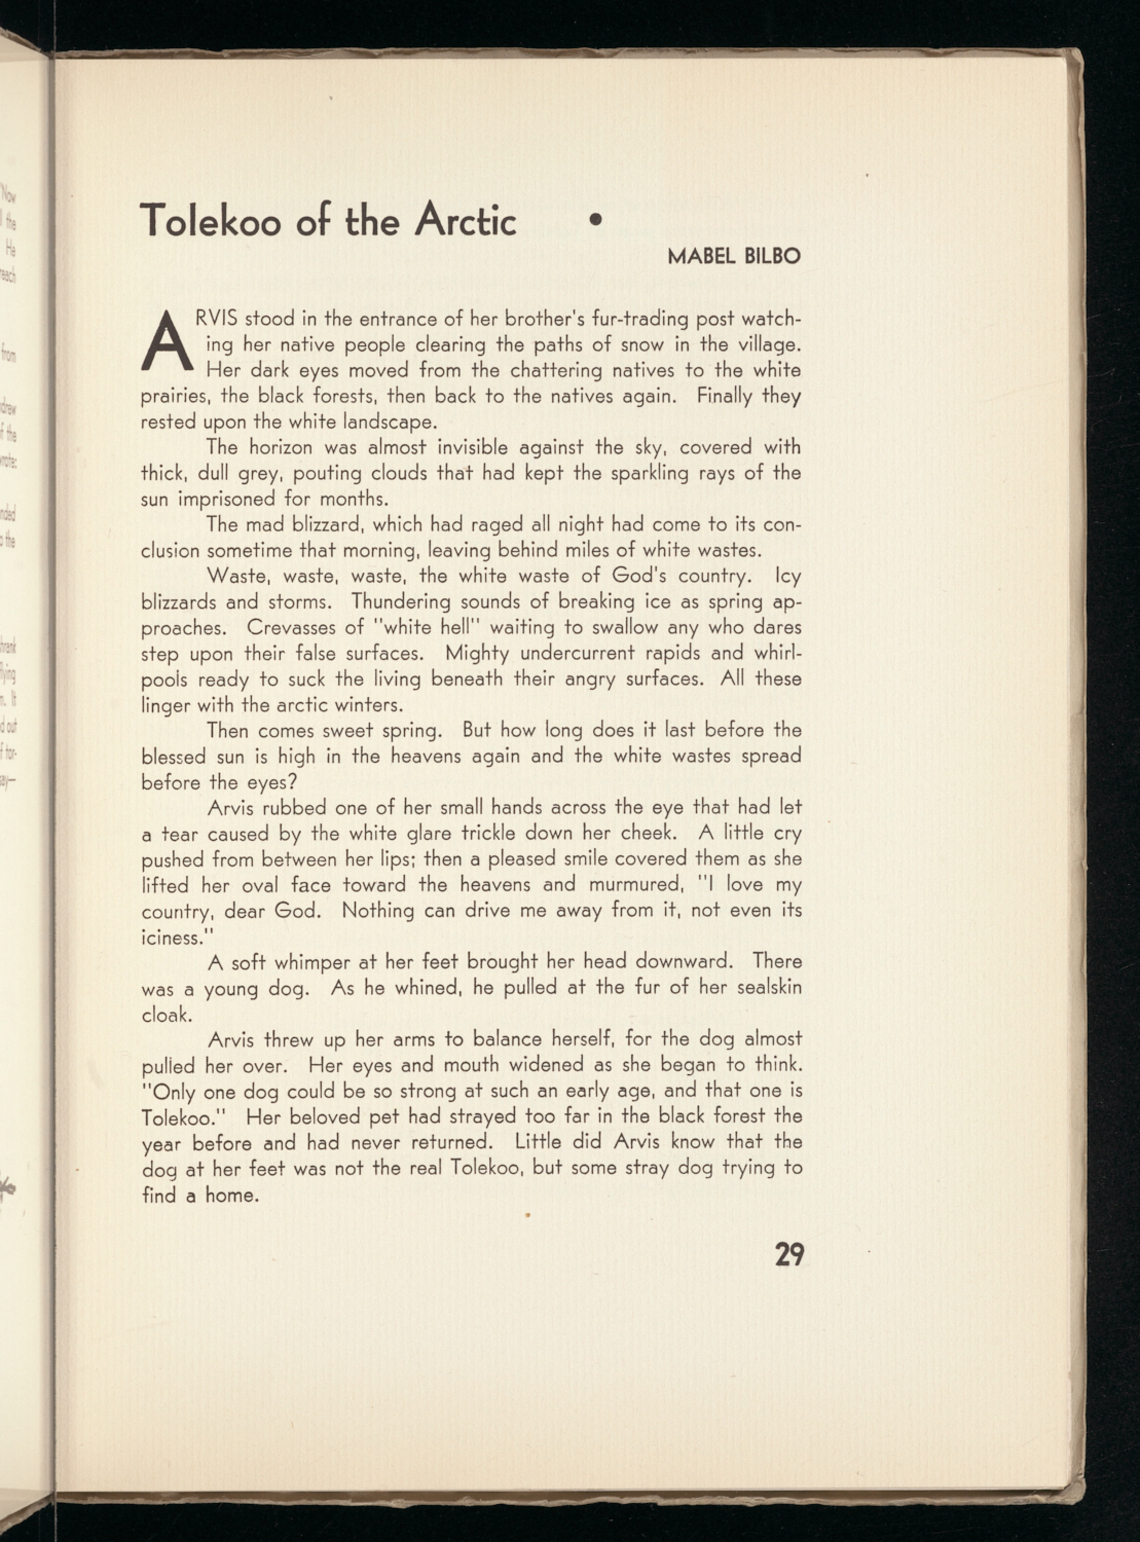 Tolekoo of the Arctic •
MABEL BILBO
ARVIS stood in the entrance of her brother's fur-trading post watch-
ing her native people clearing the paths of snow in the village.
Her dark eyes moved from the chattering natives to the white
prairies, the black forests, then back to the natives again. Finally they
rested upon the white landscape.
The horizon was almost invisible against the sky, covered with
thick, dull grey, pouting clouds that had kept the sparkling rays of the
sun imprisoned for months.
The mad blizzard, which had raged all night had come to its con-
clusion sometime that morning, leaving behind miles of white wastes.
Waste, waste, waste, the white waste of God's country. Icy
blizzards and storms. Thundering sounds of breaking ice as spring ap-
proaches. Crevasses of "white hell" waiting to swallow any who dares
step upon their false surfaces. Mighty undercurrent rapids and whirl-
pools ready to suck the living beneath their angry surfaces. All these
linger with the arctic winters.
Then comes sweet spring. But how long does it last before the
blessed sun is high in the heavens again and the white wastes spread
before the eyes?
Arvis rubbed one of her small hands across the eye that had let
a tear caused by the white glare trickle down her cheek. A little cry
pushed from between her lips; then a pleased smile covered them as she
lifted her oval face toward the heavens and murmured, "I love my
country, dear God. Nothing can drive me away from it, not even its
iciness."
A soft whimper at her feet brought her head downward. There
was a young dog. As he whined, he pulled at the fur of her sealskin
cloak.
Arvis threw up her arms to balance herself, for the dog almost
pulled her over. Her eyes and mouth widened as she began to think.
"Only one dog could be so strong at such an early age, and that one is
Tolekoo." Her beloved pet had strayed too far in the black forest the
year before and had never returned. Little did Arvis know that the
dog at her feet was not the real Tolekoo, but some stray dog trying to
find a home.
29